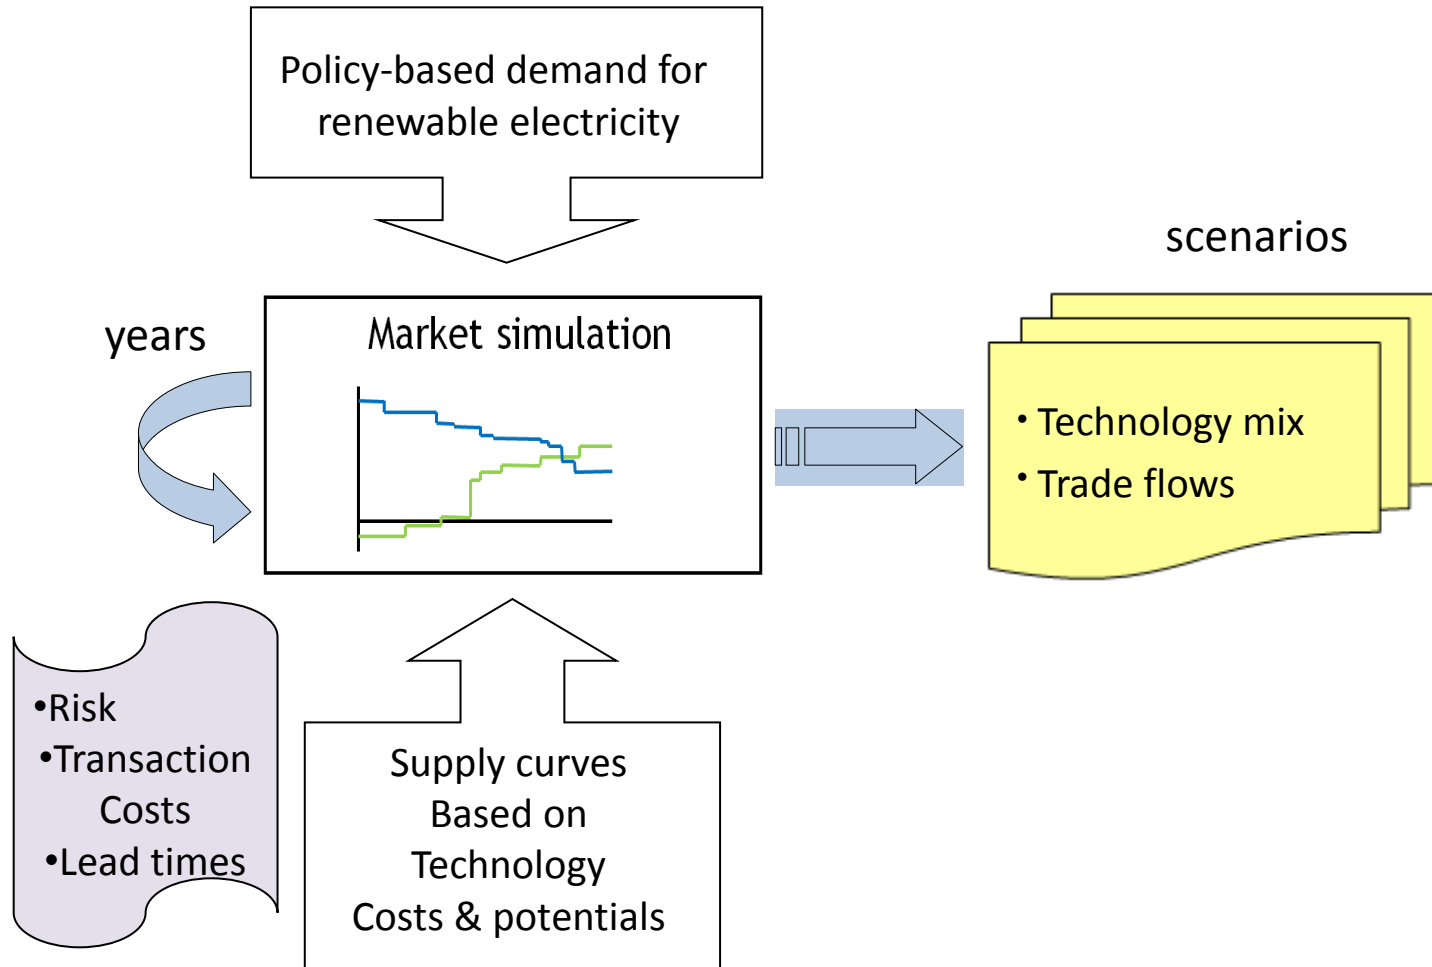 Policy-based demand for
renewable electricity
scenarios
years
Market simulation
• Technology mix
• Trade flows
•Risk
•Transaction
Costs
•Lead times
Supply curves
Based on
Technology
Costs & potentials